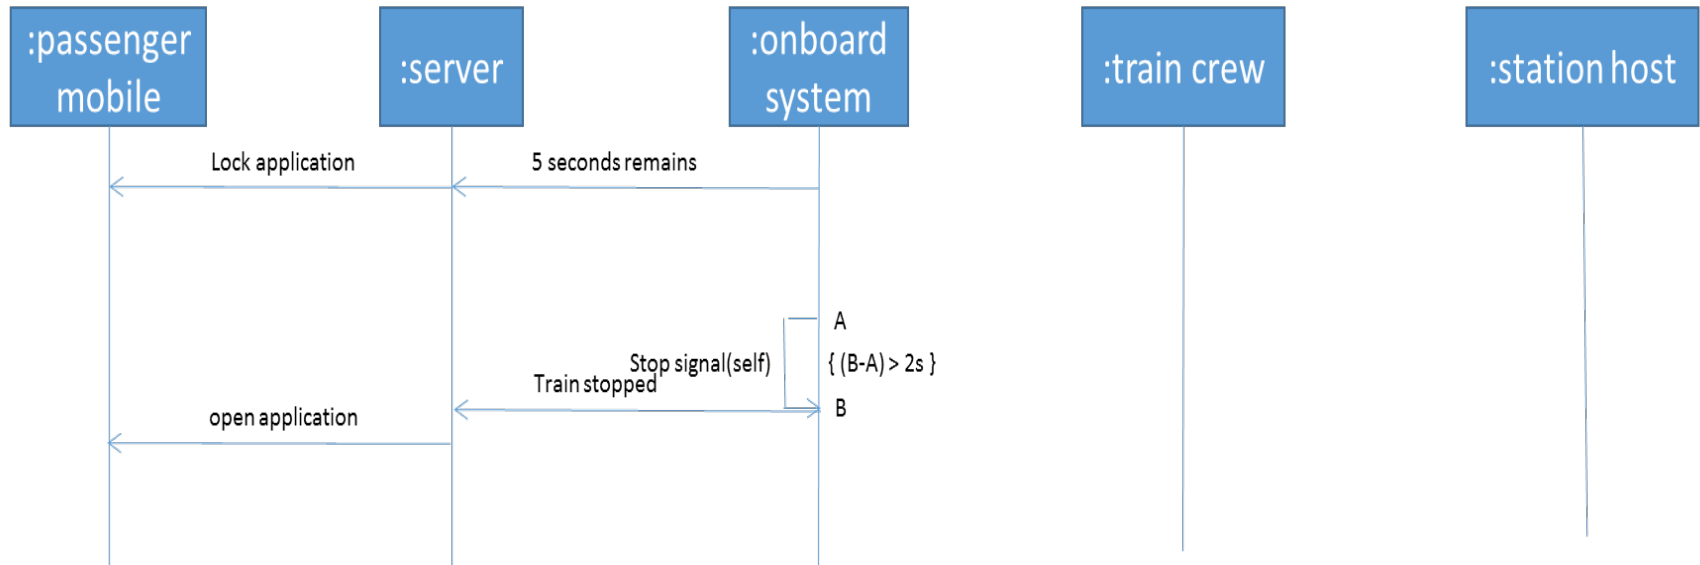 :passenger
mobile
:server
:onboard
system
:train crew
:station host
Lock application
5 seconds remains
A
Stop signal(self)
{ (B-A) > 2s }
Train stopped
B
open application